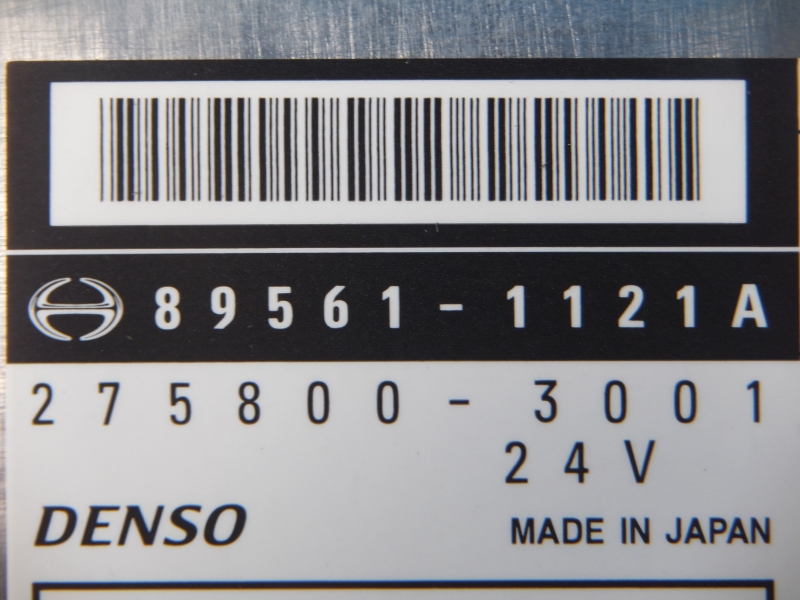 89561-1121A
275800-3001
24V
DENSO
MADE IN JAPAN